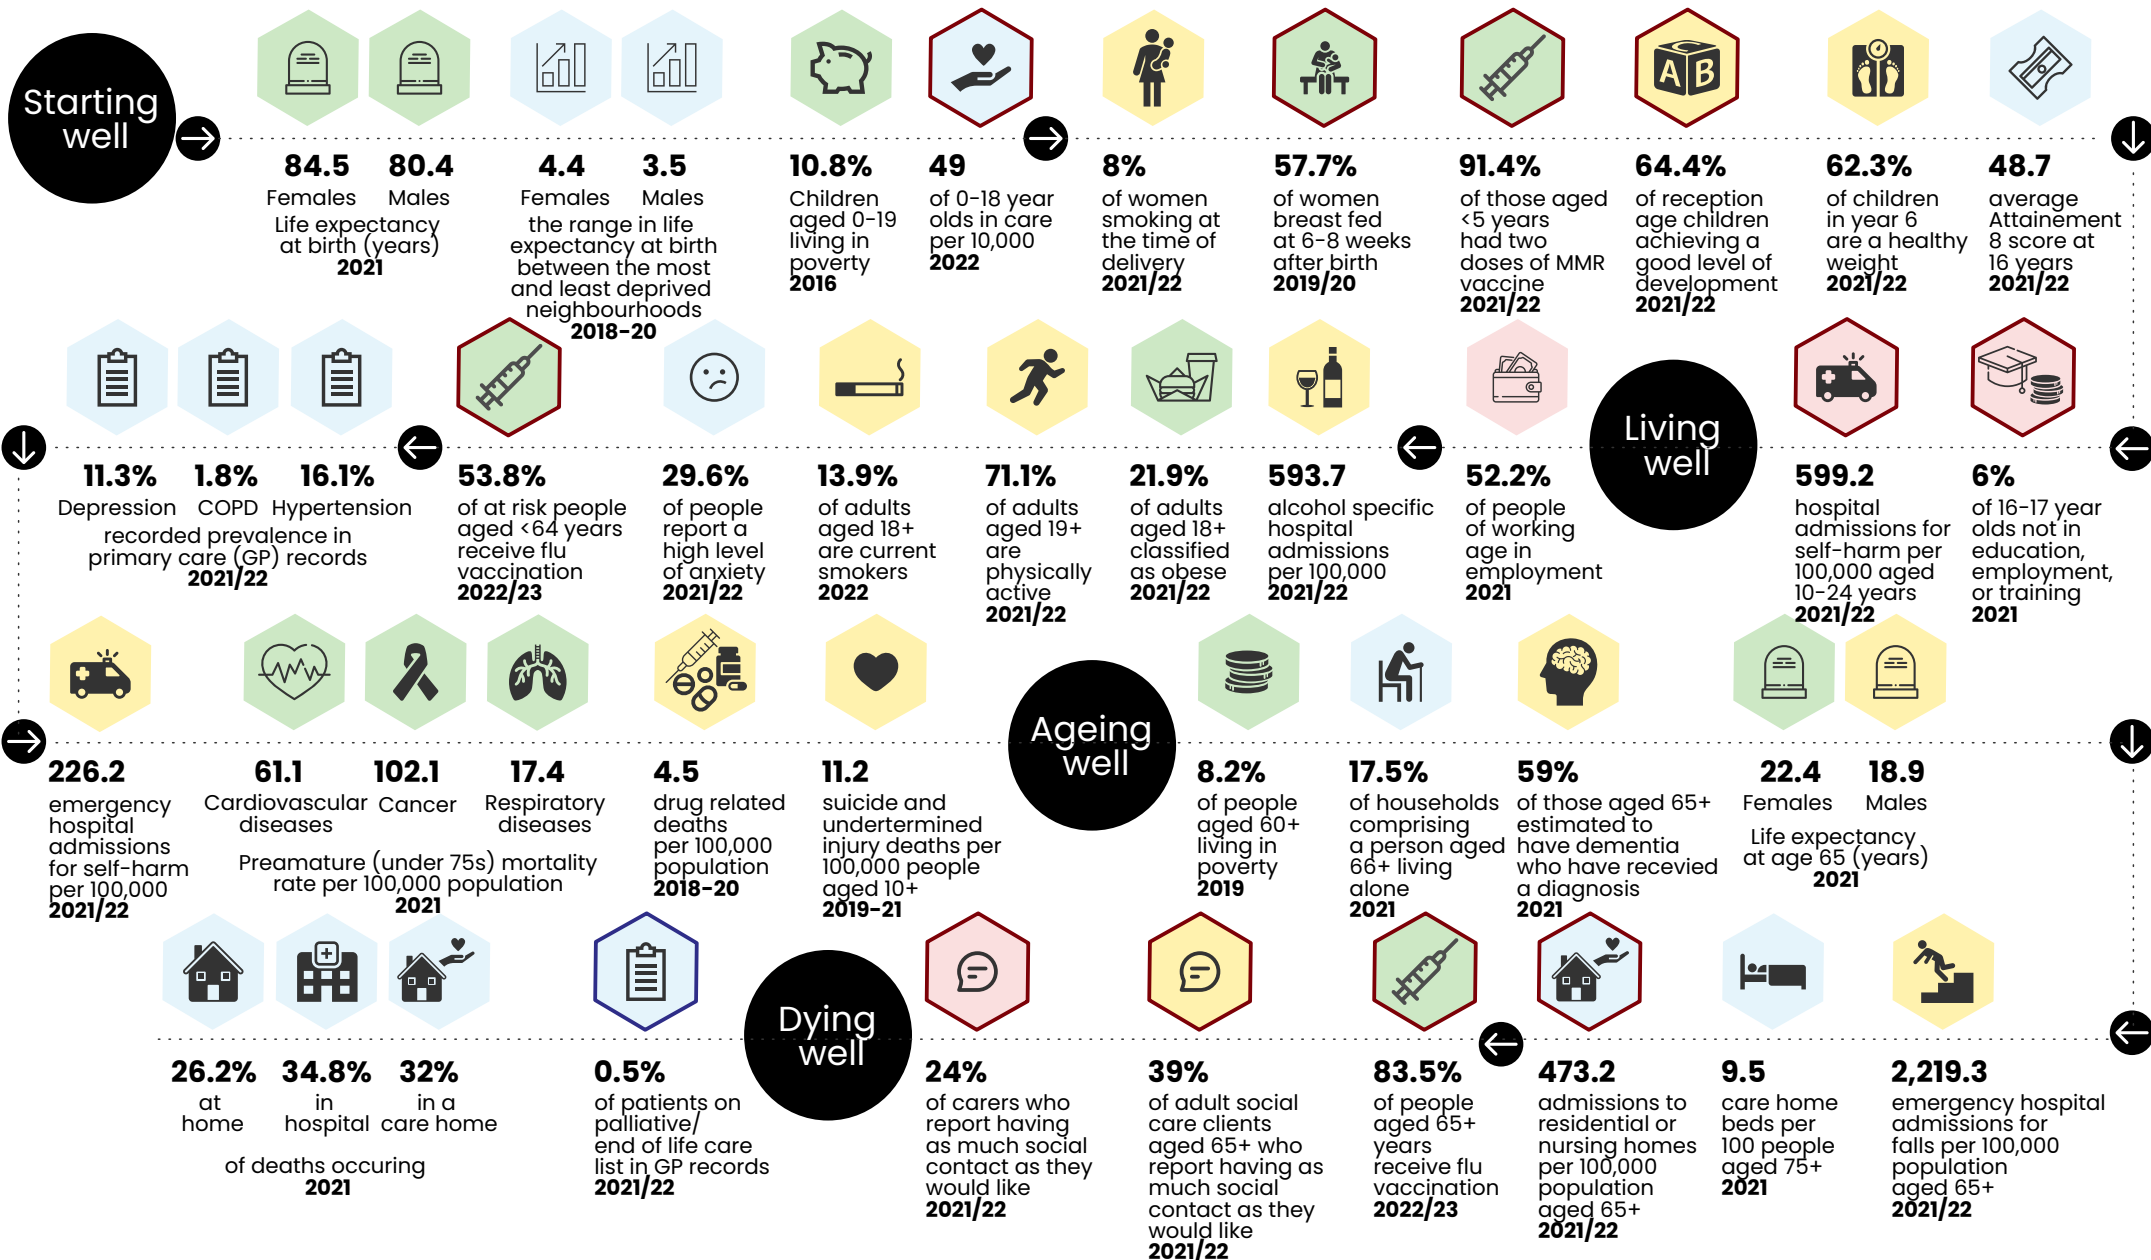 Starting
well
84.5
Females
80.4
Males
Life expectancy
at birth (years)
2021
4.4
Females
3.5
Males
the range in life
expectancy at birth
between the most
and least deprived
neighbourhoods
2018-20
10.8%
Children
aged 0-19
living in
poverty
2016
49
of 0-18 year
olds in care
per 10,000
2022
8%
of women
smoking at
the time of
delivery
2021/22
57.7%
of women
breast fed
at 6-8 weeks
after birth
2019/20
91.4%
of those aged
<5 years
had two
doses of MMR
vaccine
2021/22
64.4%
of reception
age children
achieving a
good level of
development
2021/22
62.3%
of children
in year 6
are a healthy
weight
2021/22
48.7
average
Attainement
8 score at
16 years
2021/22
A B C
6%
of 16-17 year
olds not in
education,
employment,
or training
2021
599.2
hospital
admissions for
self-harm per
100,000 aged
10-24 years
2021/22
Living
well
52.2%
of people
of working
age in
employment
2021
593.7
alcohol specific
hospital
admissions
per 100,000
2021/22
21.9%
of adults
aged 18+
classified
as obese
2021/22
71.1%
of adults
aged 19+
are
physically
active
2021/22
13.9%
of adults
aged 18+
are current
smokers
2022
29.6%
of people
report a
high level
of anxiety
2021/22
53.8%
of at risk people
aged <64 years
receive flu
vaccination
2022/23
11.3%
Depression
1.8%
COPD
16.1%
Hypertension
recorded prevalence in
primary care (GP) records
2021/22
226.2
emergency
hospital
admissions
for self-harm
per 100,000
2021/22
61.1
Cardiovascular
diseases
102.1
Cancer
17.4
Respiratory
diseases
Preamature (under 75s) mortality
rate per 100,000 population
2021
4.5
drug related
deaths
per 100,000
population
2018-20
11.2
suicide and
undertermined
injury deaths per
100,000 people
aged 10+
2019-21
Ageing
well
8.2%
of people
aged 60+
living in
poverty
2019
17.5%
of households
comprising
a person aged
66+ living
alone
2021
59%
of those aged 65+
estimated to
have dementia
who have recevied
a diagnosis
2021
22.4
Females
18.9
Males
Life expectancy
at age 65 (years)
2021
2,219.3
emergency hospital
admissions for
falls per 100,000
population
aged 65+
2021/22
9.5
care home
beds per
100 people
aged 75+
2021
473.2
admissions to
residential or
nursing homes
per 100,000
population
aged 65+
2021/22
83.5%
of people
aged 65+
years
receive flu
vaccination
2022/23
39%
of adult social
care clients
aged 65+ who
report having as
much social
contact as they
would like
2021/22
24%
of carers who
report having
as much social
contact as they
would like
2021/22
Dying
well
0.5%
of patients on
palliative/
end of life care
list in GP records
2021/22
26.2%
at
home
34.8%
in
hospital
32%
in a
care home
of deaths occuring
2021